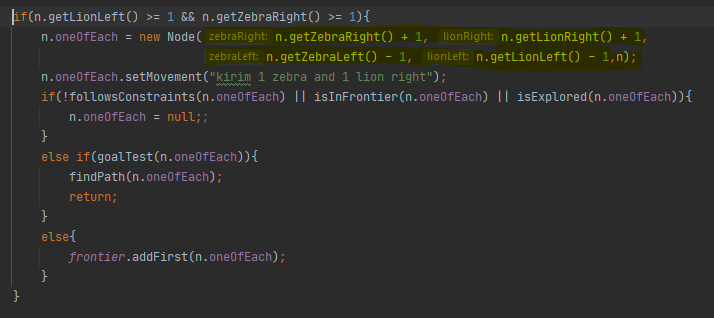 if(n.getLionLeft() >= 1 && n.getZebraRight() >= 1){
n.oneOfEach = new Node( zebraRight: n.getZebraRight() + 1, lionRight: n.getLionRight() + 1,
zebraLeft: n.getZebraLeft() - 1, lionLeft: n.getLionLeft() - 1,n);
n.oneOfEach.setMovement("kirim 1 zebra and 1 lion right");
if(!followsConstraints(n.oneOfEach) || isInFrontier(n.oneOfEach) || isExplored(n.oneOfEach)){
n.oneOfEach = null;;
}
else if(goalTest(n.oneOfEach)){
findPath(n.oneOfEach);
return;
}
else{
frontier.addFirst(n.oneOfEach);
}
}